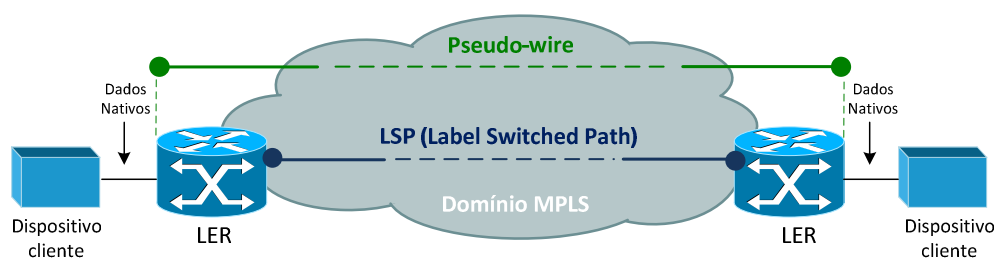 Pseudo-wire
Dados
Nativos
Dados
Nativos
LSP (Label Switched Path)
Domínio MPLS
Dispositivo
cliente
LER
LER
Dispositivo
cliente